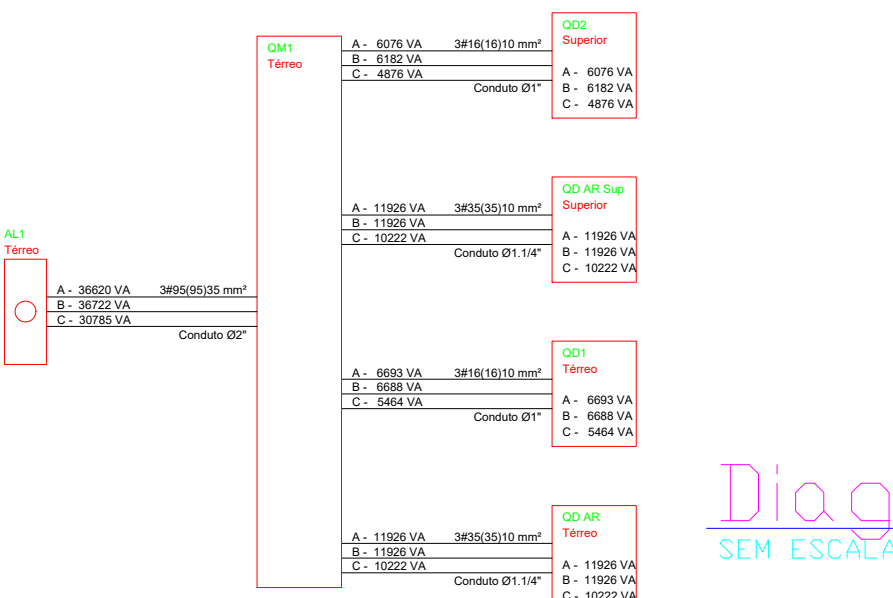 AL1
Térreo
A - 36620 VA 3#95(95)35 mm²
B - 36722 VA
C - 30785 VA
Conduto Ø2"
QM1
Térreo
A - 6076 VA 3#16(16)10 mm²
B - 6182 VA
C - 4876 VA
Conduto Ø1"
QD2
Superior
A - 6076 VA
B - 6182 VA
C - 4876 VA
A - 11926 VA 3#35(35)10 mm²
B - 11926 VA
C - 10222 VA
Conduto Ø1.1/4"
QD AR Sup
Superior
A - 11926 VA
B - 11926 VA
C - 10222 VA
A - 6693 VA 3#16(16)10 mm²
B - 6688 VA
C - 5464 VA
Conduto Ø1"
QD1
Térreo
A - 6693 VA
B - 6688 VA
C - 5464 VA
A - 11926 VA 3#35(35)10 mm²
B - 11926 VA
C - 10222 VA
Conduto Ø1.1/4"
QD AR
Térreo
A - 11926 VA
B - 11926 VA
C - 10222 VA
Diag
SEM ESCALA